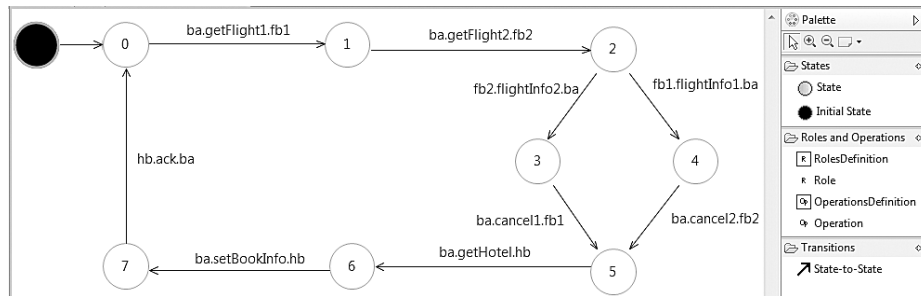 0
ba.getFlight1.fb1
1
ba.getFlight2.fb2
2
fb2.flightInfo2.ba
fb1.flightInfo1.ba
3
4
hb.ack.ba
ba.cancel1.fb1
ba.cancel2.fb2
7
ba.setBookInfo.hb
6
ba.getHotel.hb
5
Palette
States
State
Initial State
Roles and Operations
R RolesDefinition
R Role
Op OperationsDefinition
Op Operation
Transitions
State-to-State